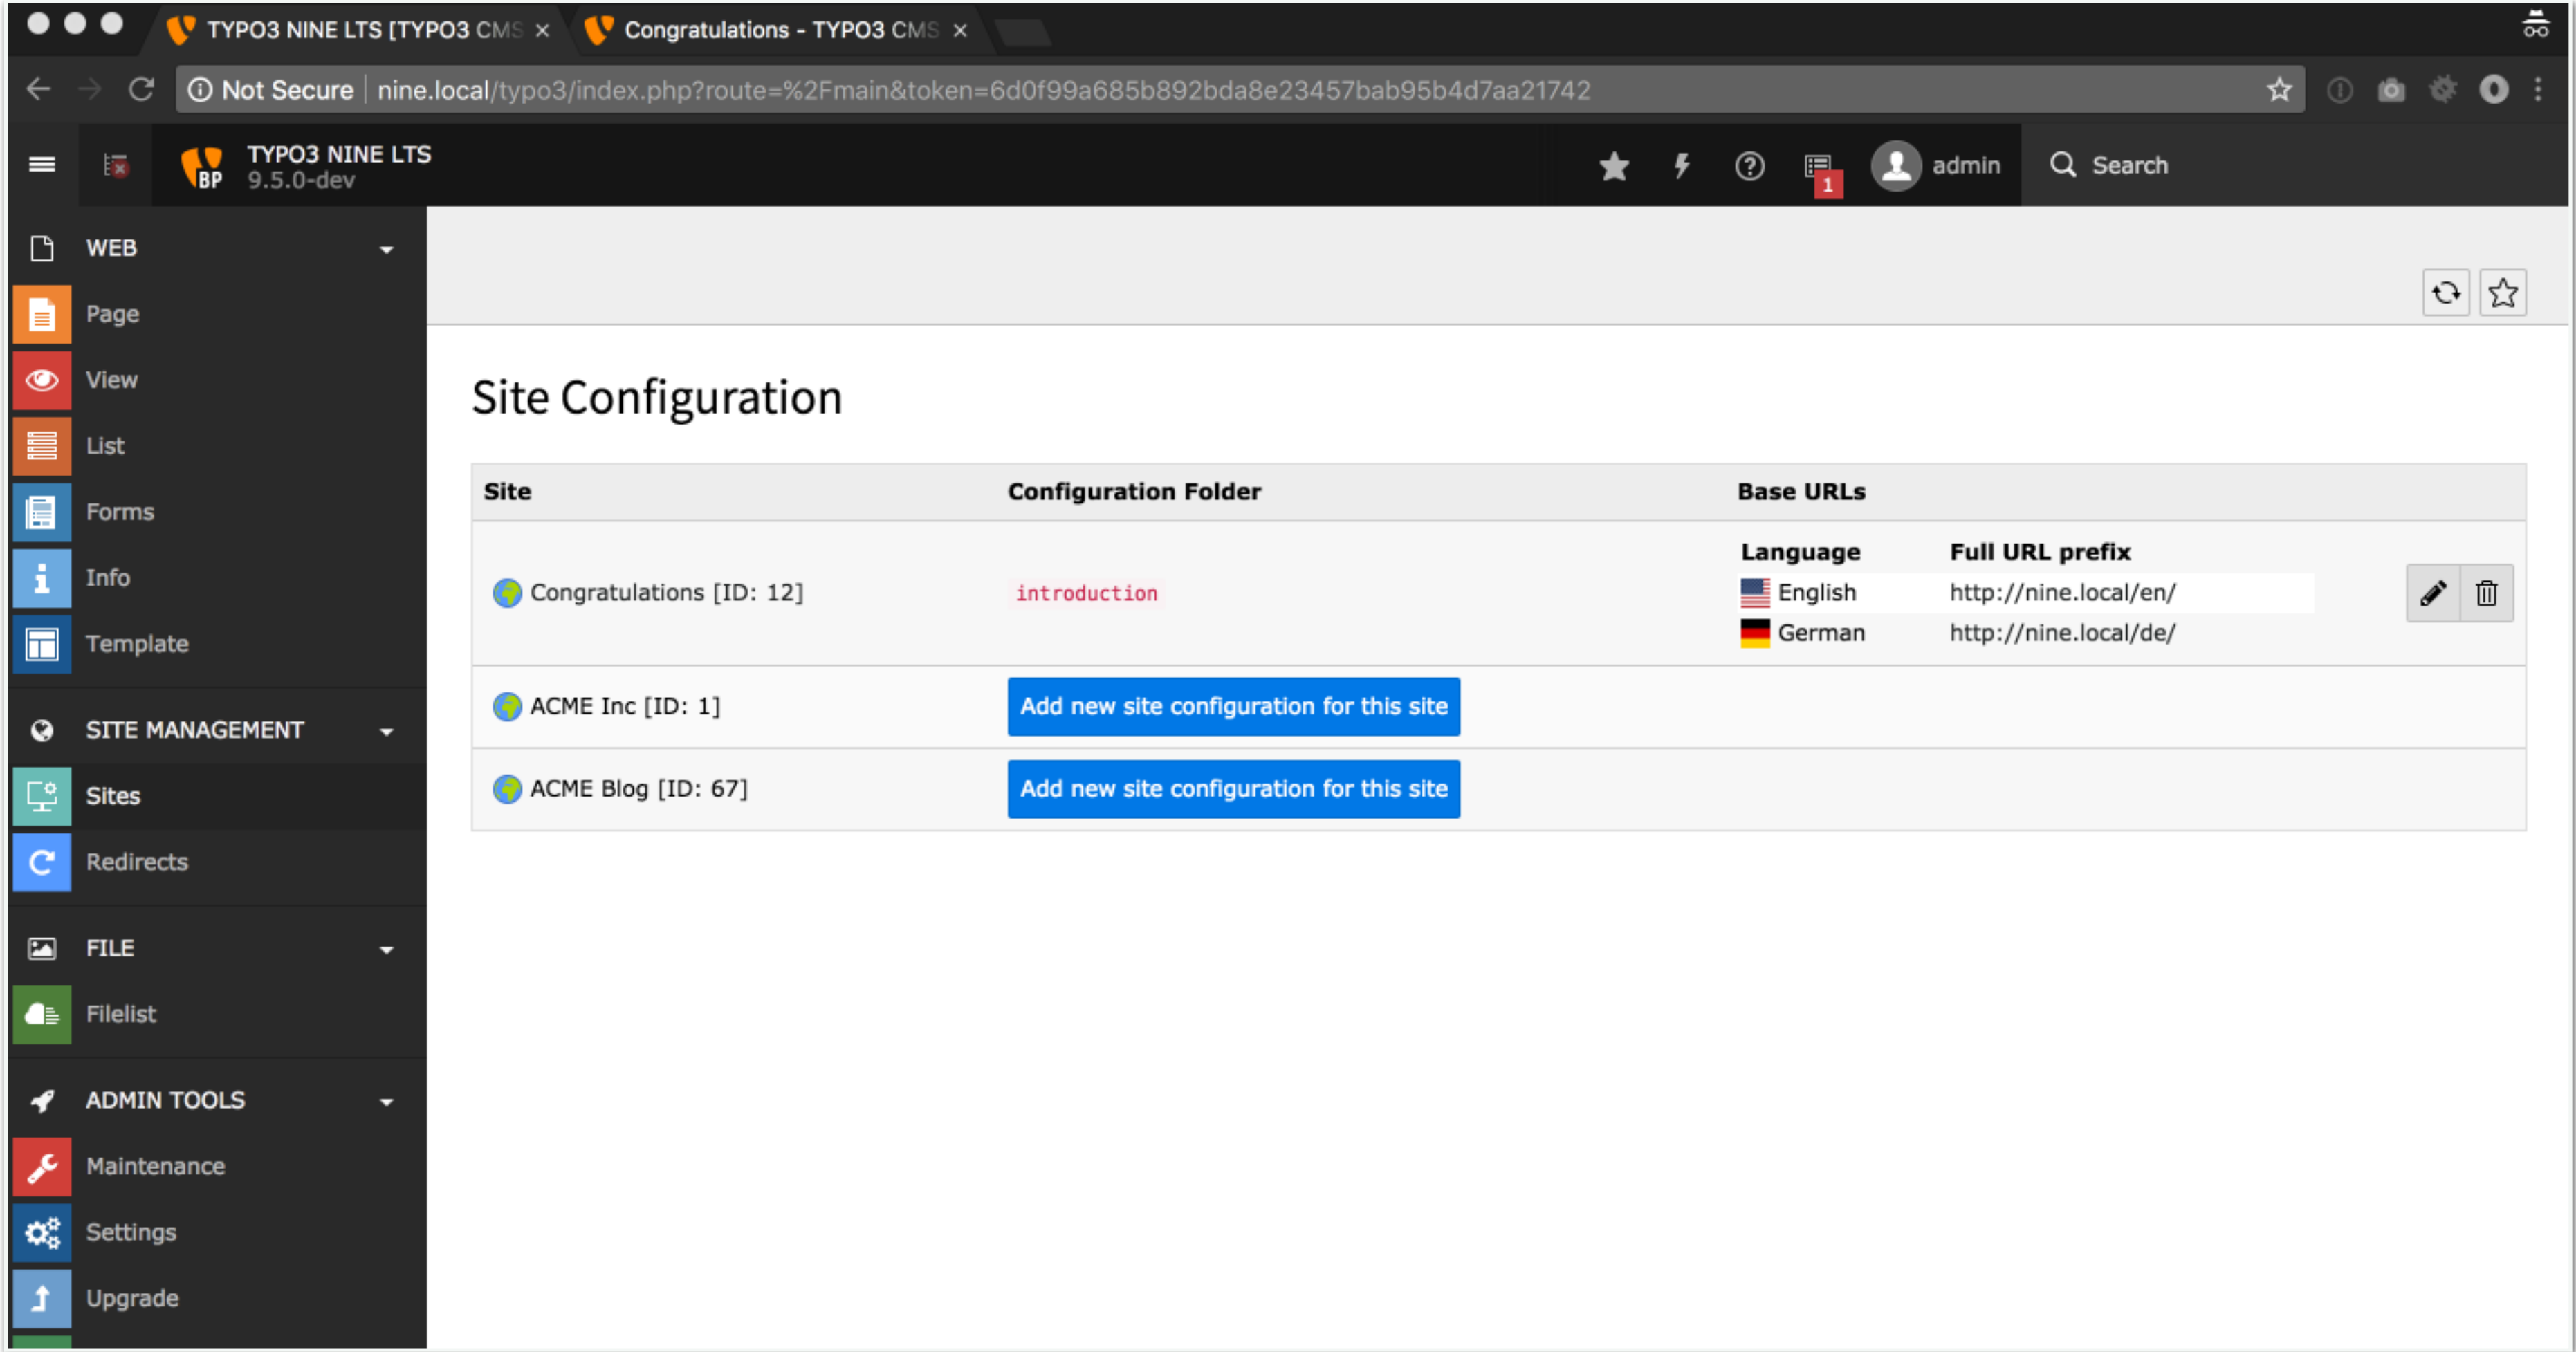 TYPO3 NINE LTS [TYPO3 CMS
Congratulations - TYPO3 CMS
Not Secure nine.local/typo3/index.php?route=%2Fmain&token=6d0f99a685b892bda8e23457bab95b4d7aa21742
BP
TYPO3 NINE LTS
9.5.0-dev
1
admin
Search
WEB
Page
View
List
Forms
Info
Template
SITE MANAGEMENT
Sites
Redirects
FILE
Filelist
ADMIN TOOLS
Maintenance
Settings
Upgrade
Site Configuration
Site Configuration Folder Base URLs
Language Full URL prefix
Congratulations [ID: 12] introduction English http://nine.local/en/
German http://nine.local/de/
ACME Inc [ID: 1] Add new site configuration for this site
ACME Blog [ID: 67] Add new site configuration for this site